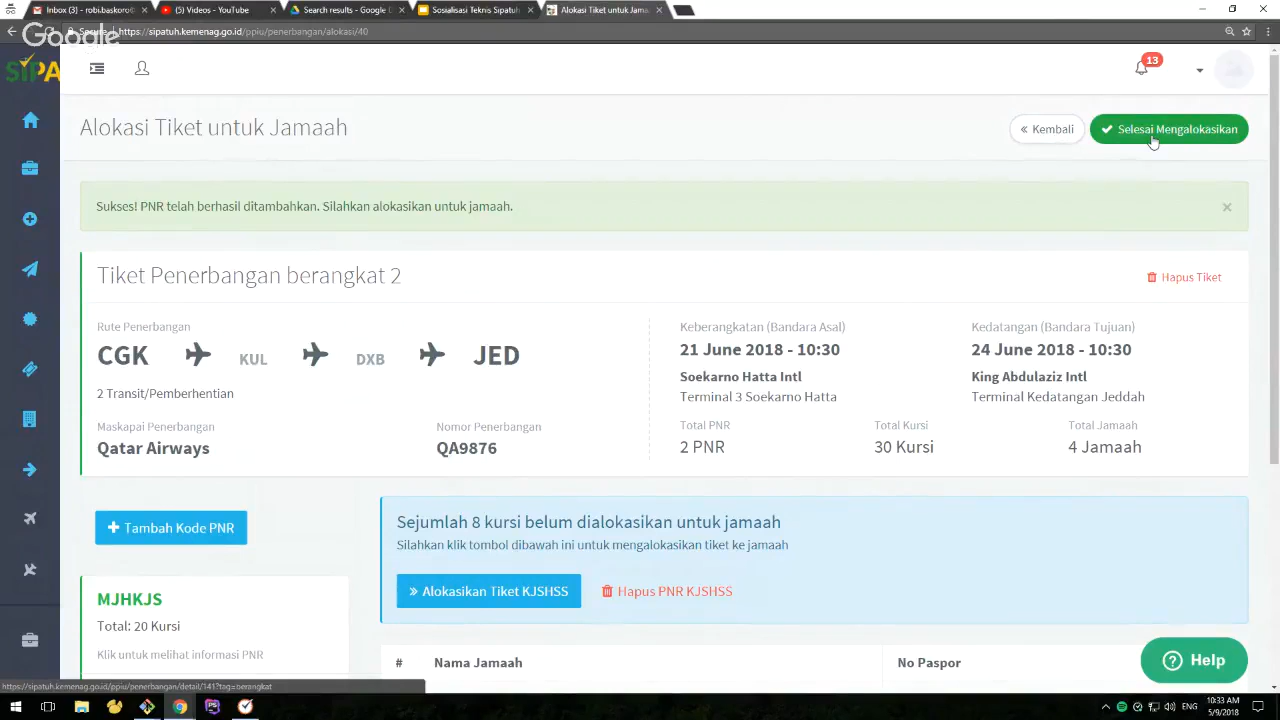 Inbox (9) - robi.baskorot
(5) Videos - YouTube
Search results - Google D
Sosialisasi Teknis Sipatuh
Alokasi Tiket untuk Jama
Google
Secure
https://sipatuh.kemenag.go.id/ppiu/penerbangan/alokasi/40
SIPA
13
Alokasi Tiket untuk Jamaah
« Kembali
Selesai Mengalokasikan
Sukses! PNR telah berhasil ditambahkan. Silahkan alokasikan untuk jamaah.
×
Tiket Penerbangan berangkat 2
Hapus Tiket
Rute Penerbangan
CGK KUL DXB JED
2 Transit/Pemberhentian
Maskapai Penerbangan
Nomor Penerbangan
Qatar Airways
QA9876
Keberangkatan (Bandara Asal)
Kedatangan (Bandara Tujuan)
21 June 2018 - 10:30
24 June 2018 - 10:30
Soekarno Hatta Intl
King Abdulaziz Intl
Terminal 3 Soekarno Hatta
Terminal Kedatangan Jeddah
Total PNR
Total Kursi
Total Jamaah
2 PNR
30 Kursi
4 Jamaah
+ Tambah Kode PNR
Sejumlah 8 kursi belum dialokasikan untuk jamaah
Silahkan klik tombol dibawah ini untuk mengalokasikan tiket ke jamaah
» Alokasikan Tiket KJSHSS
Hapus PNR KJSHSS
MJHKJS
Total: 20 Kursi
Klik untuk melihat informasi PNR
# Nama Jamaah No Paspor
? Help
https://sipatuh.kemenag.go.id/ppiu/penerbangan/detail/141?tag=berangkat
ENG
10:33 AM
5/9/2018